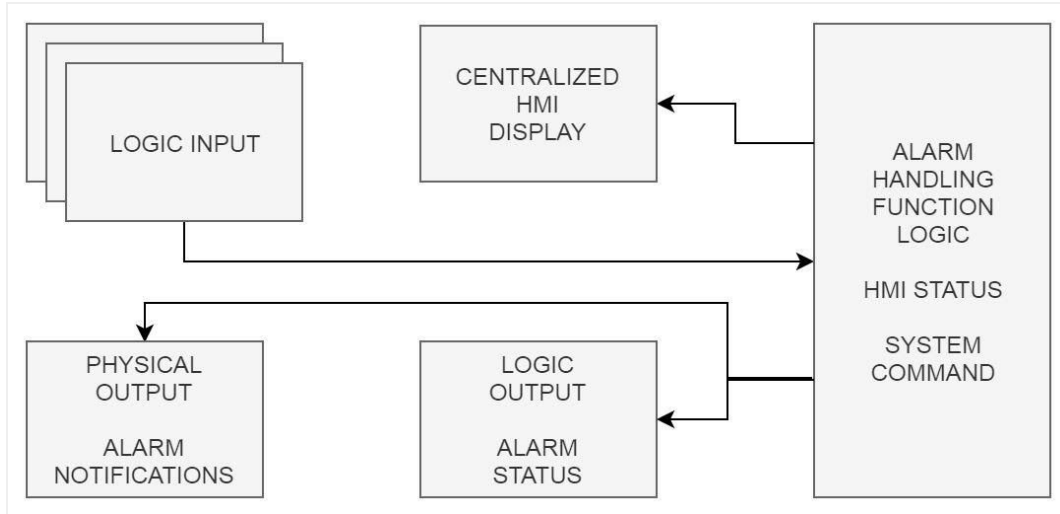 LOGIC INPUT
CENTRALIZED
HMI
DISPLAY
ALARM
HANDLING
FUNCTION
LOGIC
HMI STATUS
SYSTEM
COMMAND
PHYSICAL
OUTPUT
ALARM
NOTIFICATIONS
LOGIC
OUTPUT
ALARM
STATUS